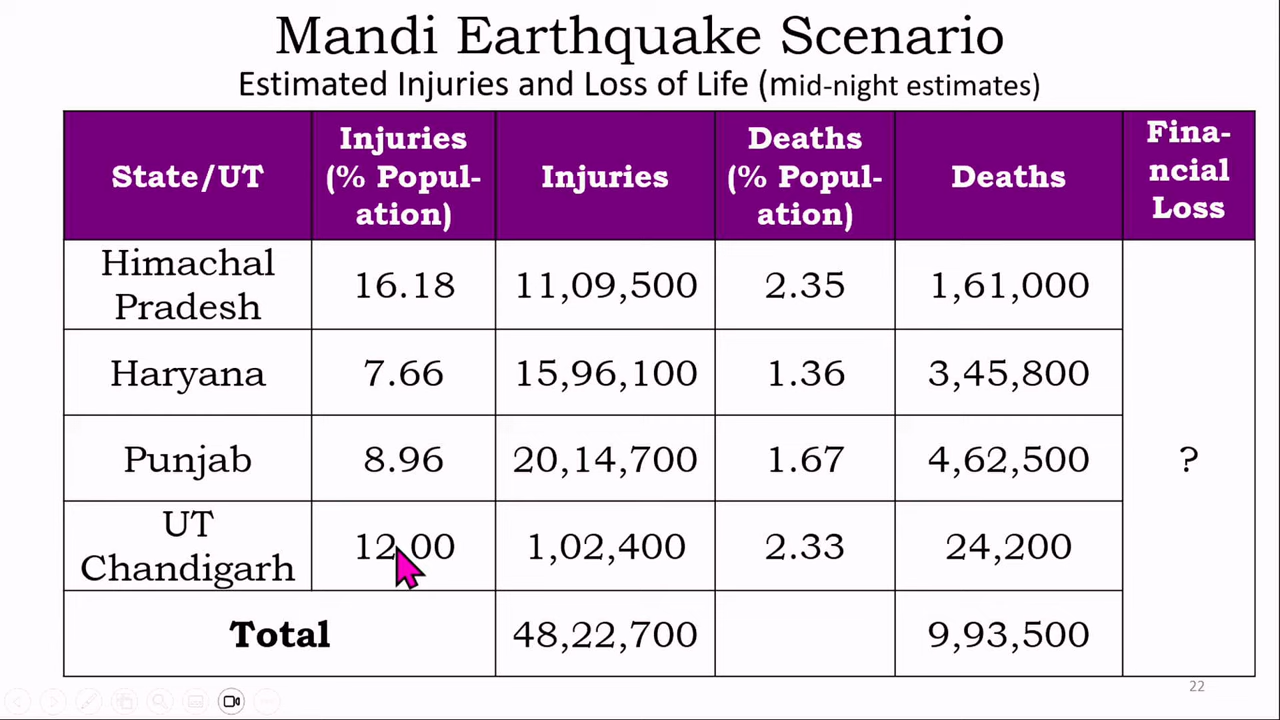 Mandi Earthquake Scenario
Estimated Injuries and Loss of Life (mid-night estimates)
State/UT
Injuries
(% Popul-
ation)
Injuries
Deaths
(% Popul-
ation)
Deaths
Fina-
ncial
Loss
Himachal
Pradesh
16.18
11,09,500
2.35
1,61,000
Haryana
7.66
15,96,100
1.36
3,45,800
Punjab
8.96
20,14,700
1.67
4,62,500
?
UT
Chandigarh
12.00
1,02,400
2.33
24,200
Total
48,22,700
9,93,500
22